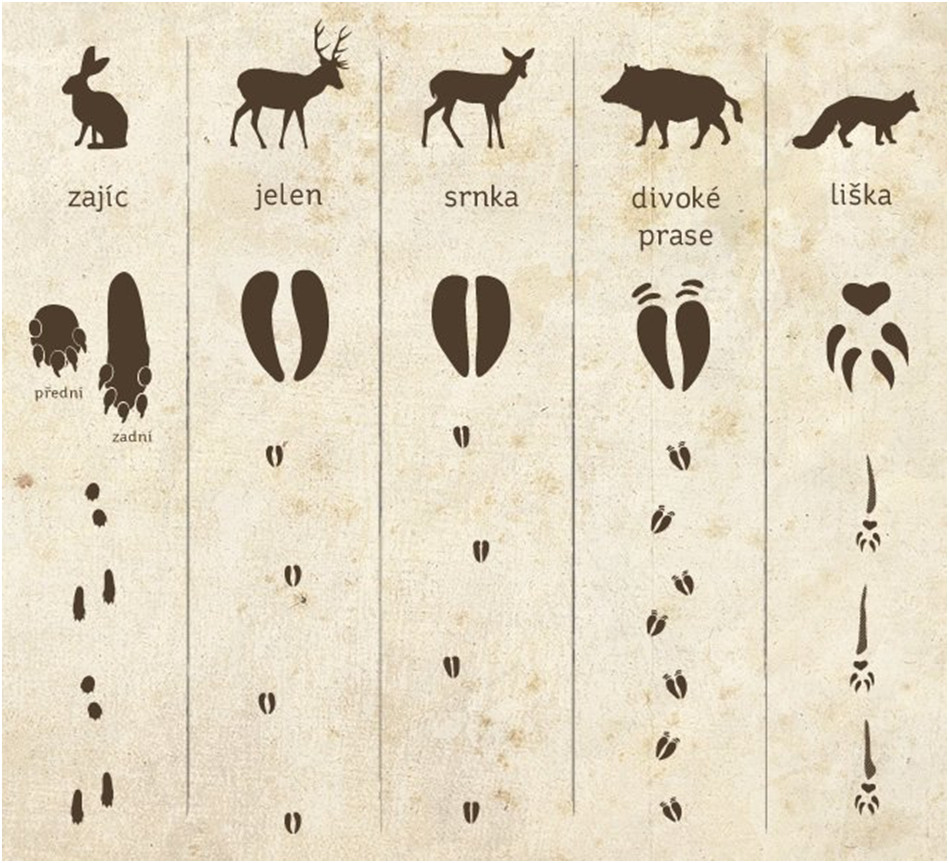 zajíc
jelen
srnka
divoké
prase
liška
přední
zadní